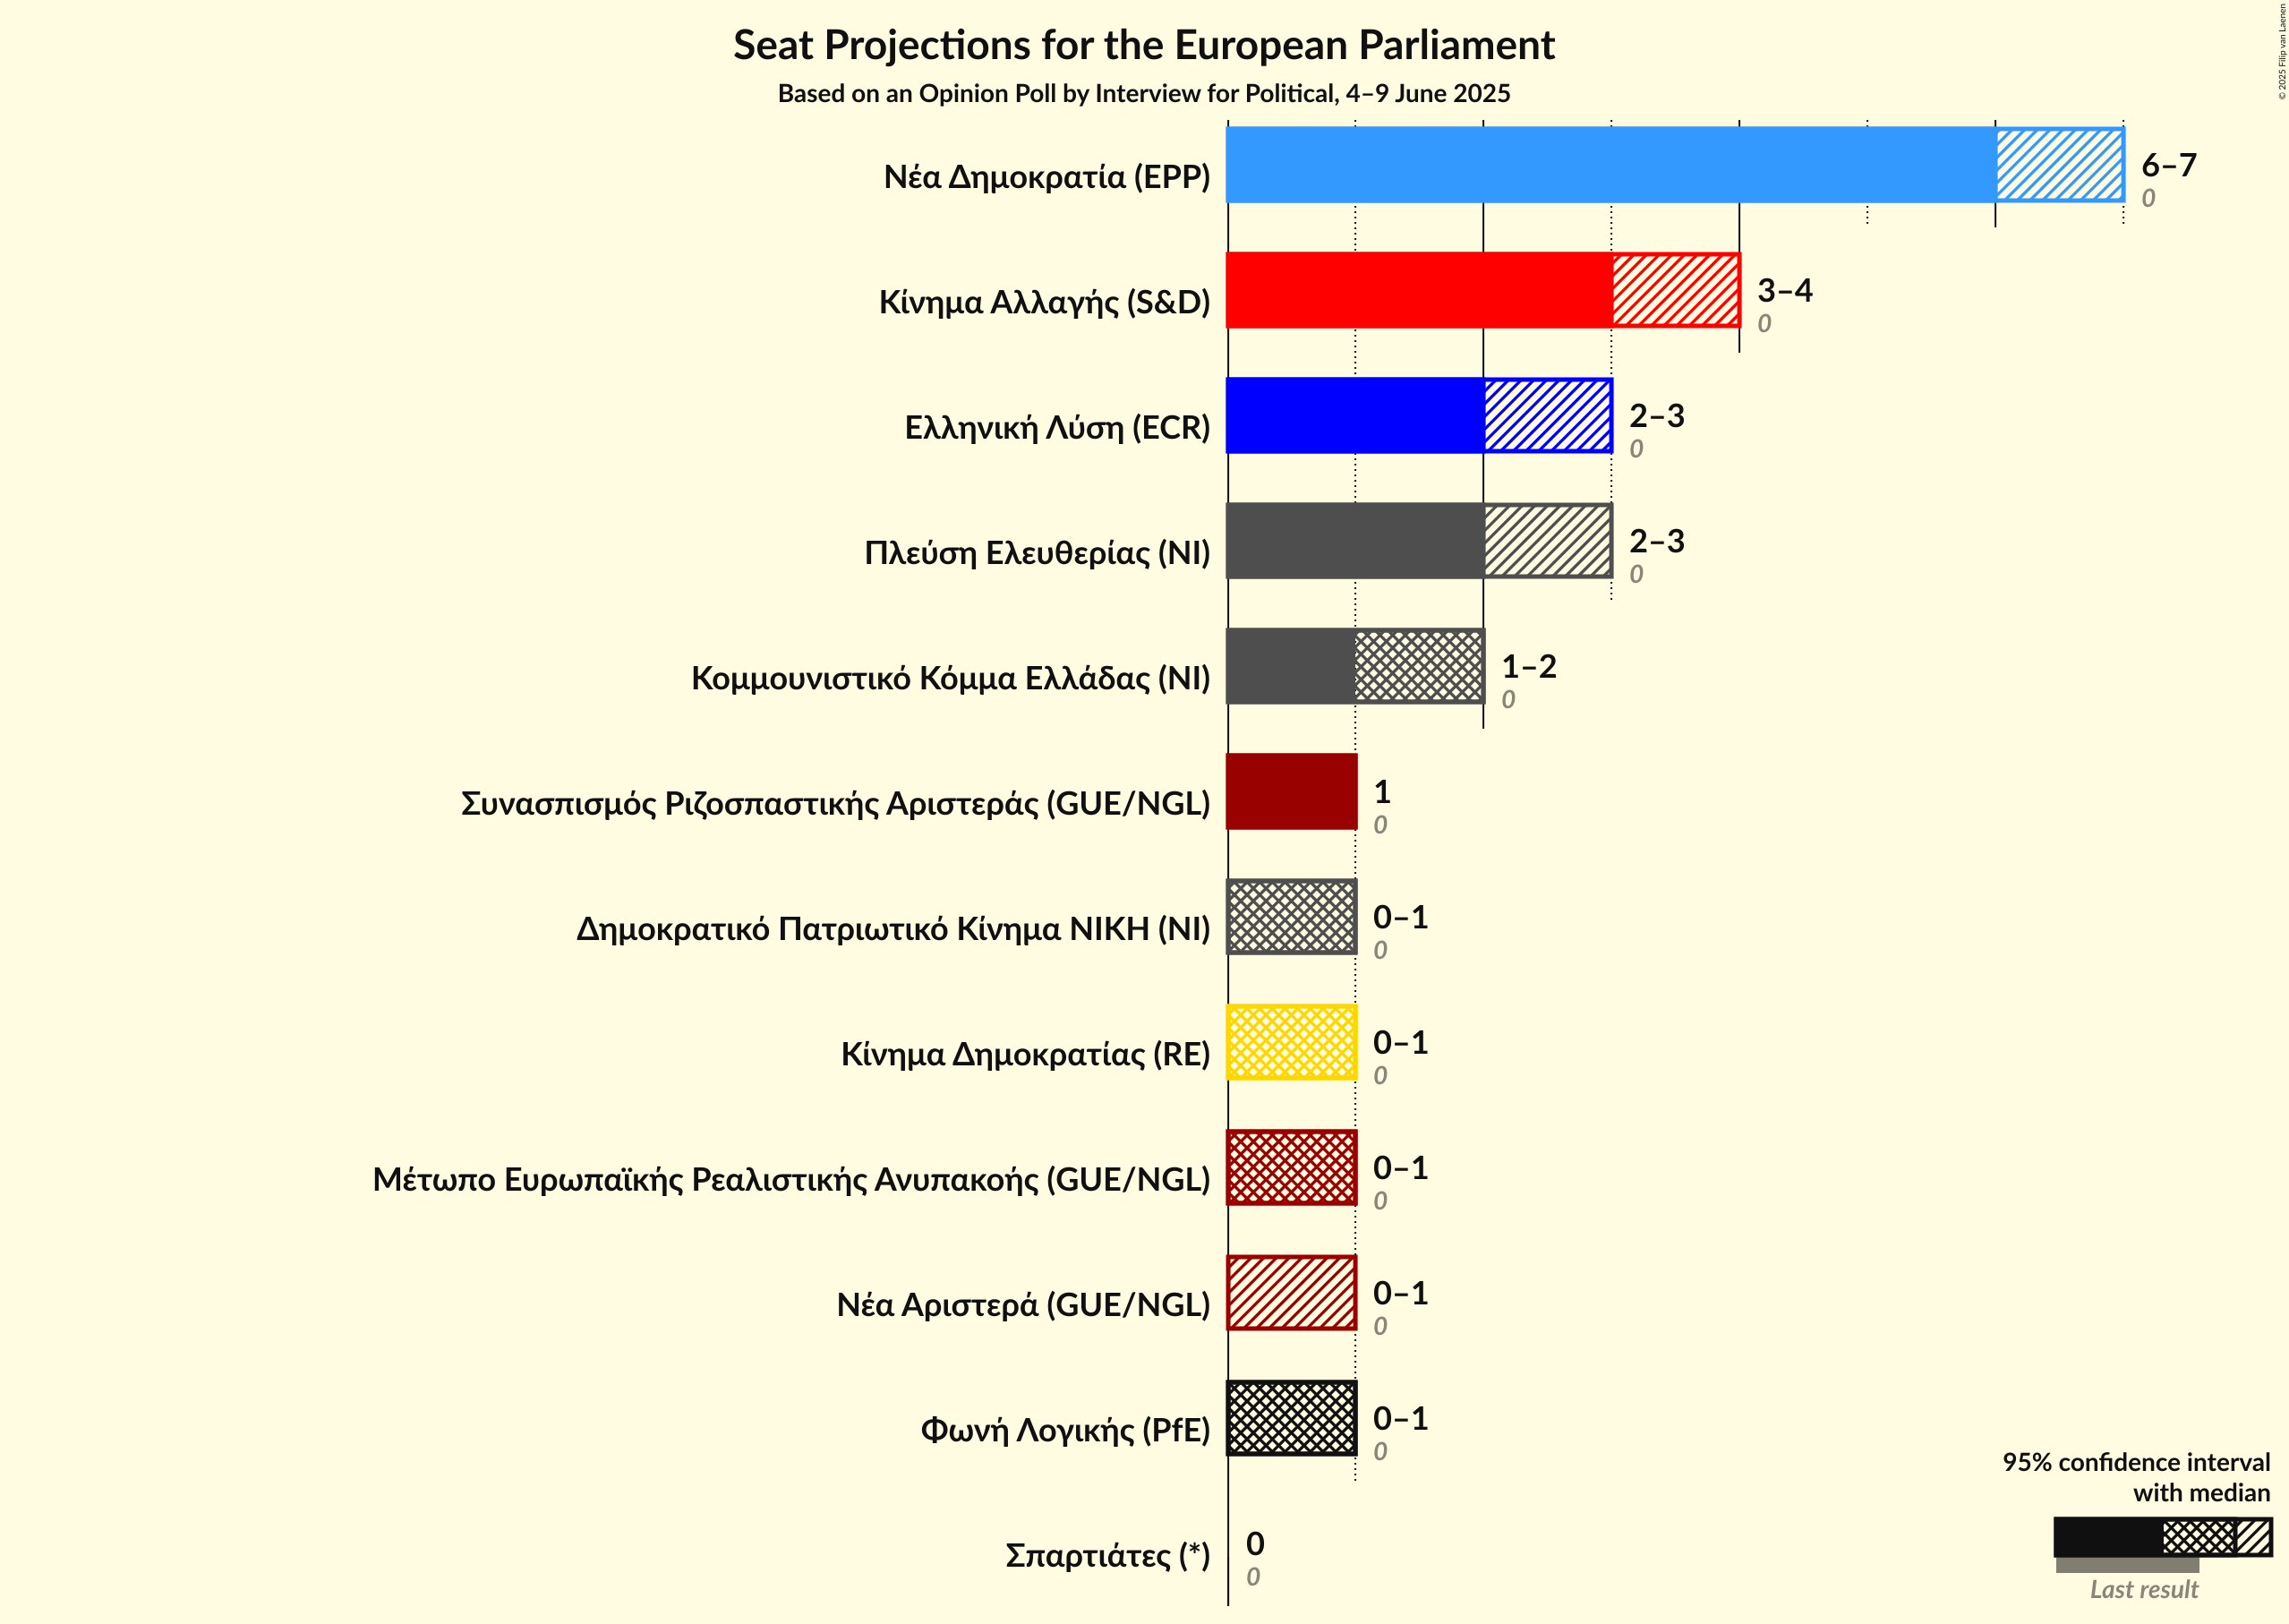 Seat Projections for the European Parliament
Based on an Opinion Poll by Interview for Political, 4–9 June 2025
© 2025 Filip van Laenen
Νέα Δημοκρατία (EPP)
6–7
0
Κίνημα Αλλαγής (S&D)
3–4
0
Ελληνική Λύση (ECR)
2–3
0
Πλεύση Ελευθερίας (NI)
2–3
0
Κομμουνιστικό Κόμμα Ελλάδας (NI)
1–2
0
Συνασπισμός Ριζοσπαστικής Αριστεράς (GUE/NGL)
1
0
Δημοκρατικό Πατριωτικό Κίνημα ΝΙΚΗ (NI)
0–1
0
Κίνημα Δημοκρατίας (RE)
0–1
0
Μέτωπο Ευρωπαϊκής Ρεαλιστικής Ανυπακοής (GUE/NGL)
0–1
0
Νέα Αριστερά (GUE/NGL)
0–1
0
Φωνή Λογικής (PfE)
0–1
0
Σπαρτιάτες (*)
0
0
95% confidence interval
with median
Last result